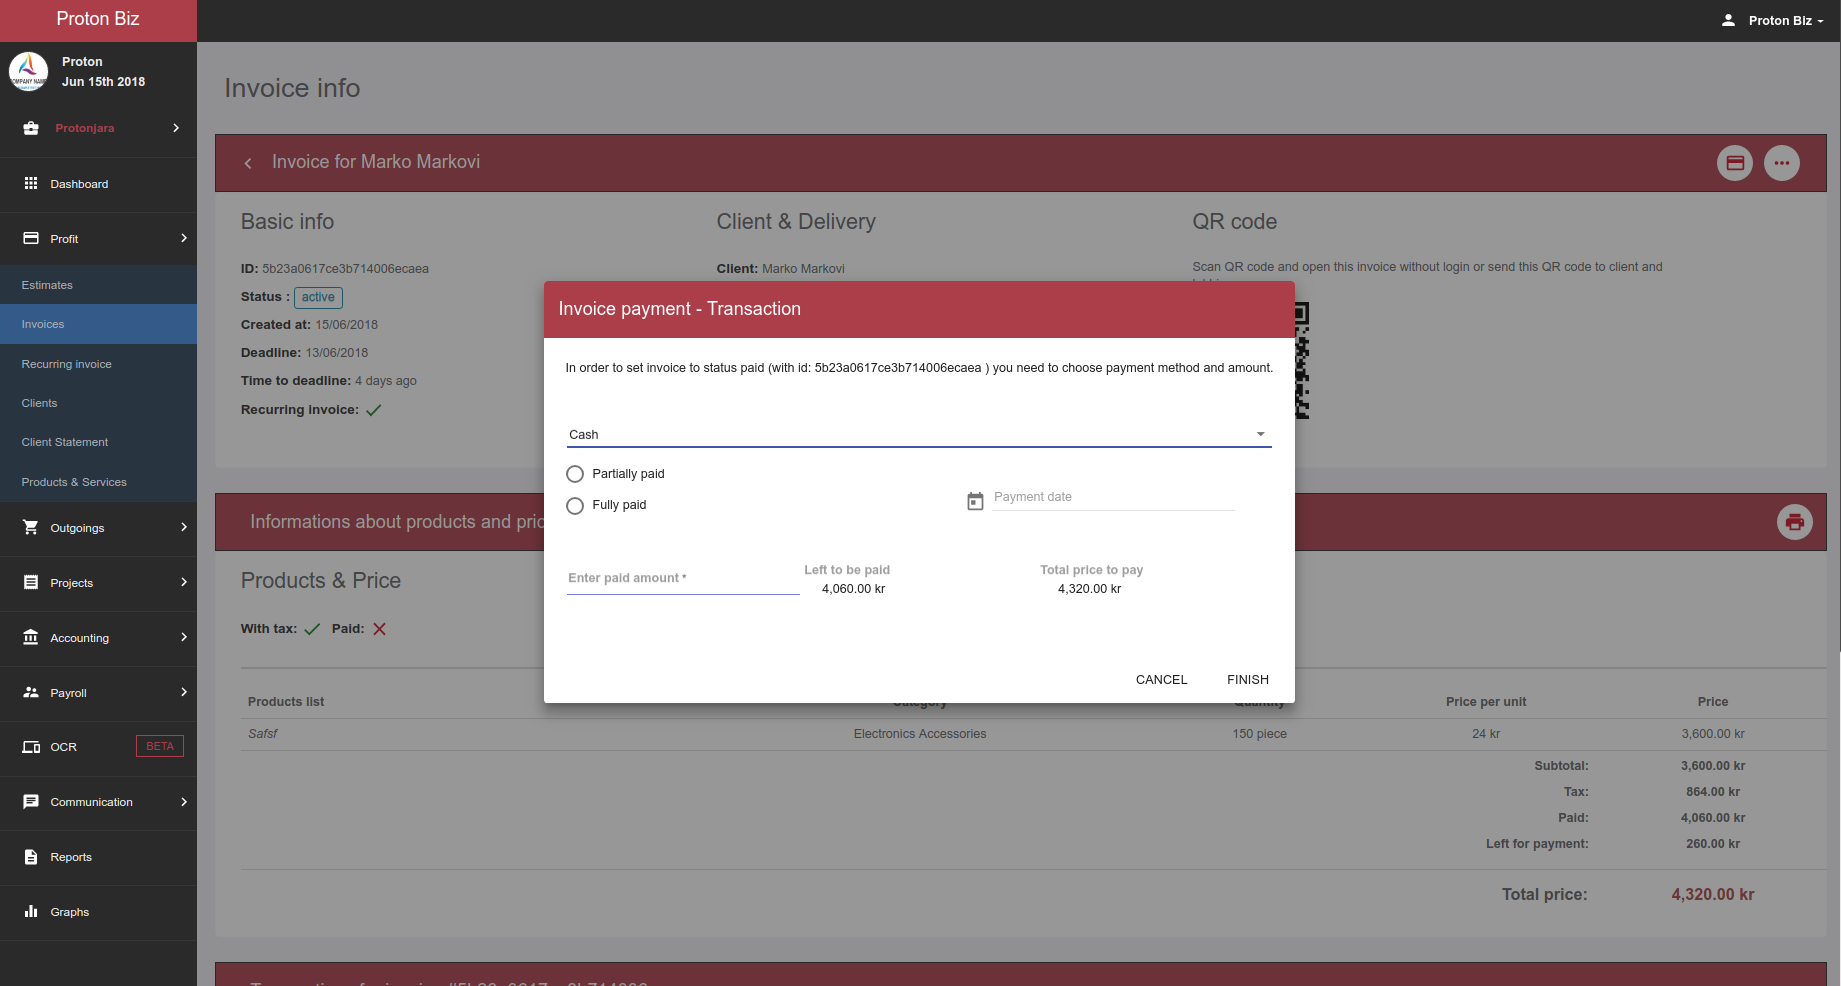 Proton Biz
Proton Biz
Proton
Jun 15th 2018
Protonjara
Dashboard
Profit
Estimates
Invoices
Recurring invoice
Clients
Client Statement
Products & Services
Outgoings
Projects
Accounting
Payroll
OCR BETA
Communication
Reports
Graphs
Invoice info
Invoice for Marko Markovi
Basic info
ID: 5b23a0617ce3b714006ecaea
Status : active
Created at: 15/06/2018
Deadline: 13/06/2018
Time to deadline: 4 days ago
Recurring invoice:
Client & Delivery
Client: Marko Markovi
QR code
Scan QR code and open this invoice without login or send this QR code to client and
Invoice payment - Transaction
In order to set invoice to status paid (with id: 5b23a0617ce3b714006ecaea ) you need to choose payment method and amount.
Cash
Partially paid
Fully paid
Payment date
Enter paid amount *
Left to be paid
4,060.00 kr
Total price to pay
4,320.00 kr
CANCEL FINISH
Informations about products and pric
Products & Price
With tax: Paid:
Products list Category Quantity Price per unit Price
Safsf Electronics Accessories 150 piece 24 kr 3,600.00 kr
Subtotal: 3,600.00 kr
Tax: 864.00 kr
Paid: 4,060.00 kr
Left for payment: 260.00 kr
Total price: 4,320.00 kr